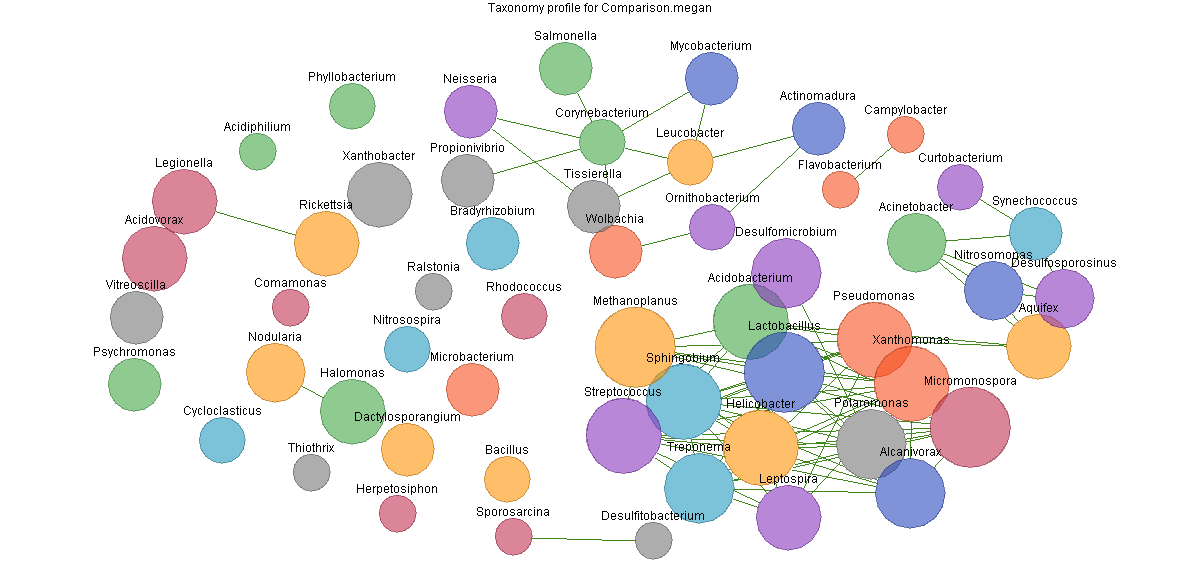 Taxonomy profile for Comparison.megan
Salmonella
Mycobacterium
Phyllobacterium
Neisseria
Actinomadura
Corynebacterium
Campylobacter
Acidiphilium
Leucobacter
Propionivibrio
Xanthobacter
Legionella
Tissierella
Flavobacterium
Curtobacterium
Ornithobacterium
Rickettsia
Bradyrhizobium
Acinetobacter
Synechococcus
Acidovorax
Wolbachia
Desulfomicrobium
Nitrosomonas
Desulfosporosinus
Ralstonia
Acidobacterium
Vitreoscilla
Comamonas
Rhodococcus
Methanoplanus
Pseudomonas
Aquifex
Nitrosospira
Lactobacillus
Nodularia
Xanthomonas
Psychromonas
Microbacterium
Sphingobium
Halomonas
Micromonospora
Streptococcus
Helicobacter
Polaromonas
Cycloclasticus
Dactylosporangium
Thiothrix
Bacillus
Treponema
Alcanivorax
Leptospira
Herpetosiphon
Sporosarcina
Desulfitobacterium